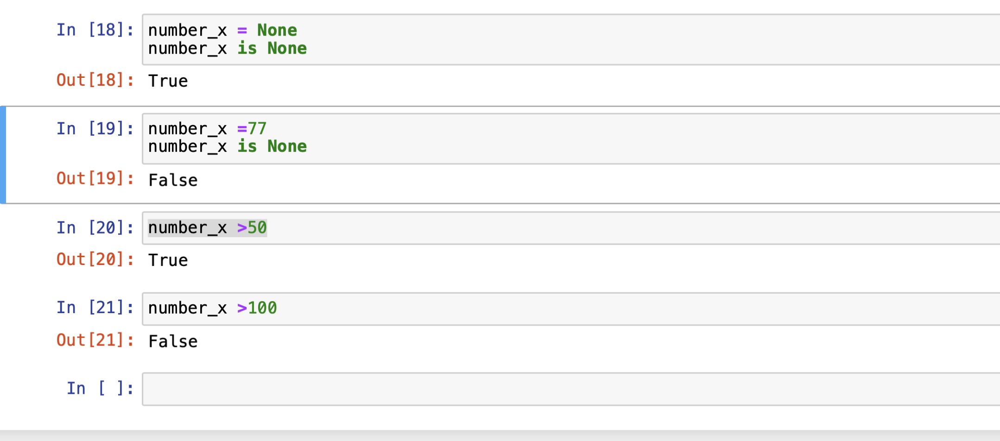 In [18]: number_x = None
number_x is None
Out[18]: True
In [19]: number_x =77
number_x is None
Out[19]: False
In [20]: number_x >50
Out[20]: True
In [21]: number_x >100
Out[21]: False
In [ ]: